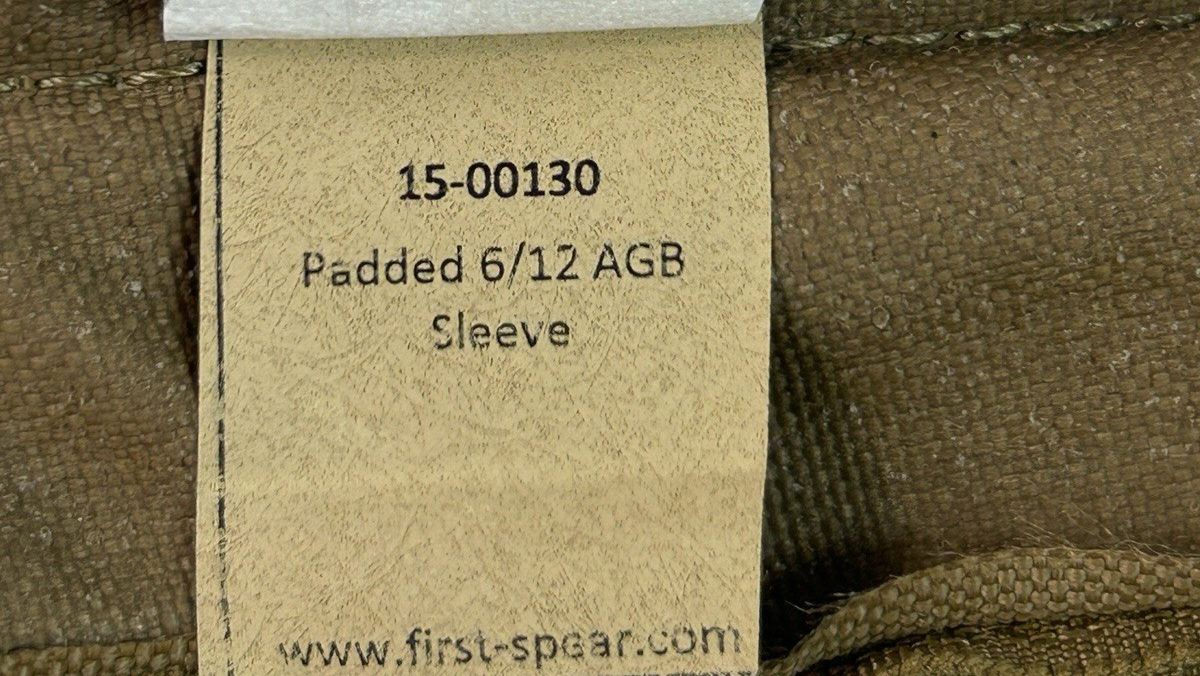 15-00130
Padded 6/12 AGB
Sleeve
www.first-spear.com